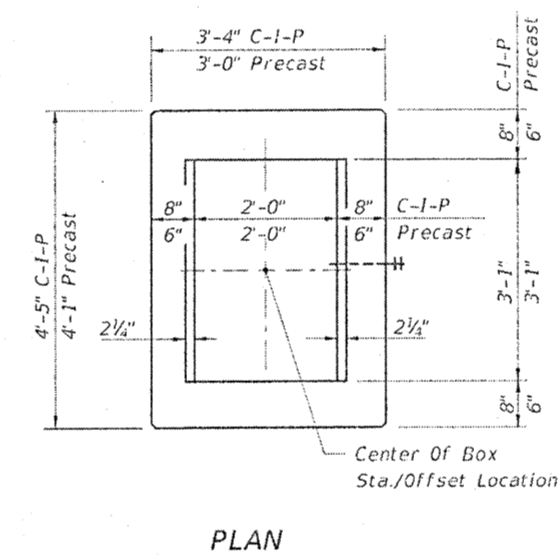 3'-4" C-I-P
3'-0" Precast
C-I-P
Precast
8"
6"
4'-5" C-I-P
4'-1" Precast
8"
2'-0"
8"
C-I-P
6"
2'-0"
6"
Precast
3'-1"
3'-1"
2¼"
2¼"
8"
6"
Center Of Box
Sta./Offset Location
PLAN